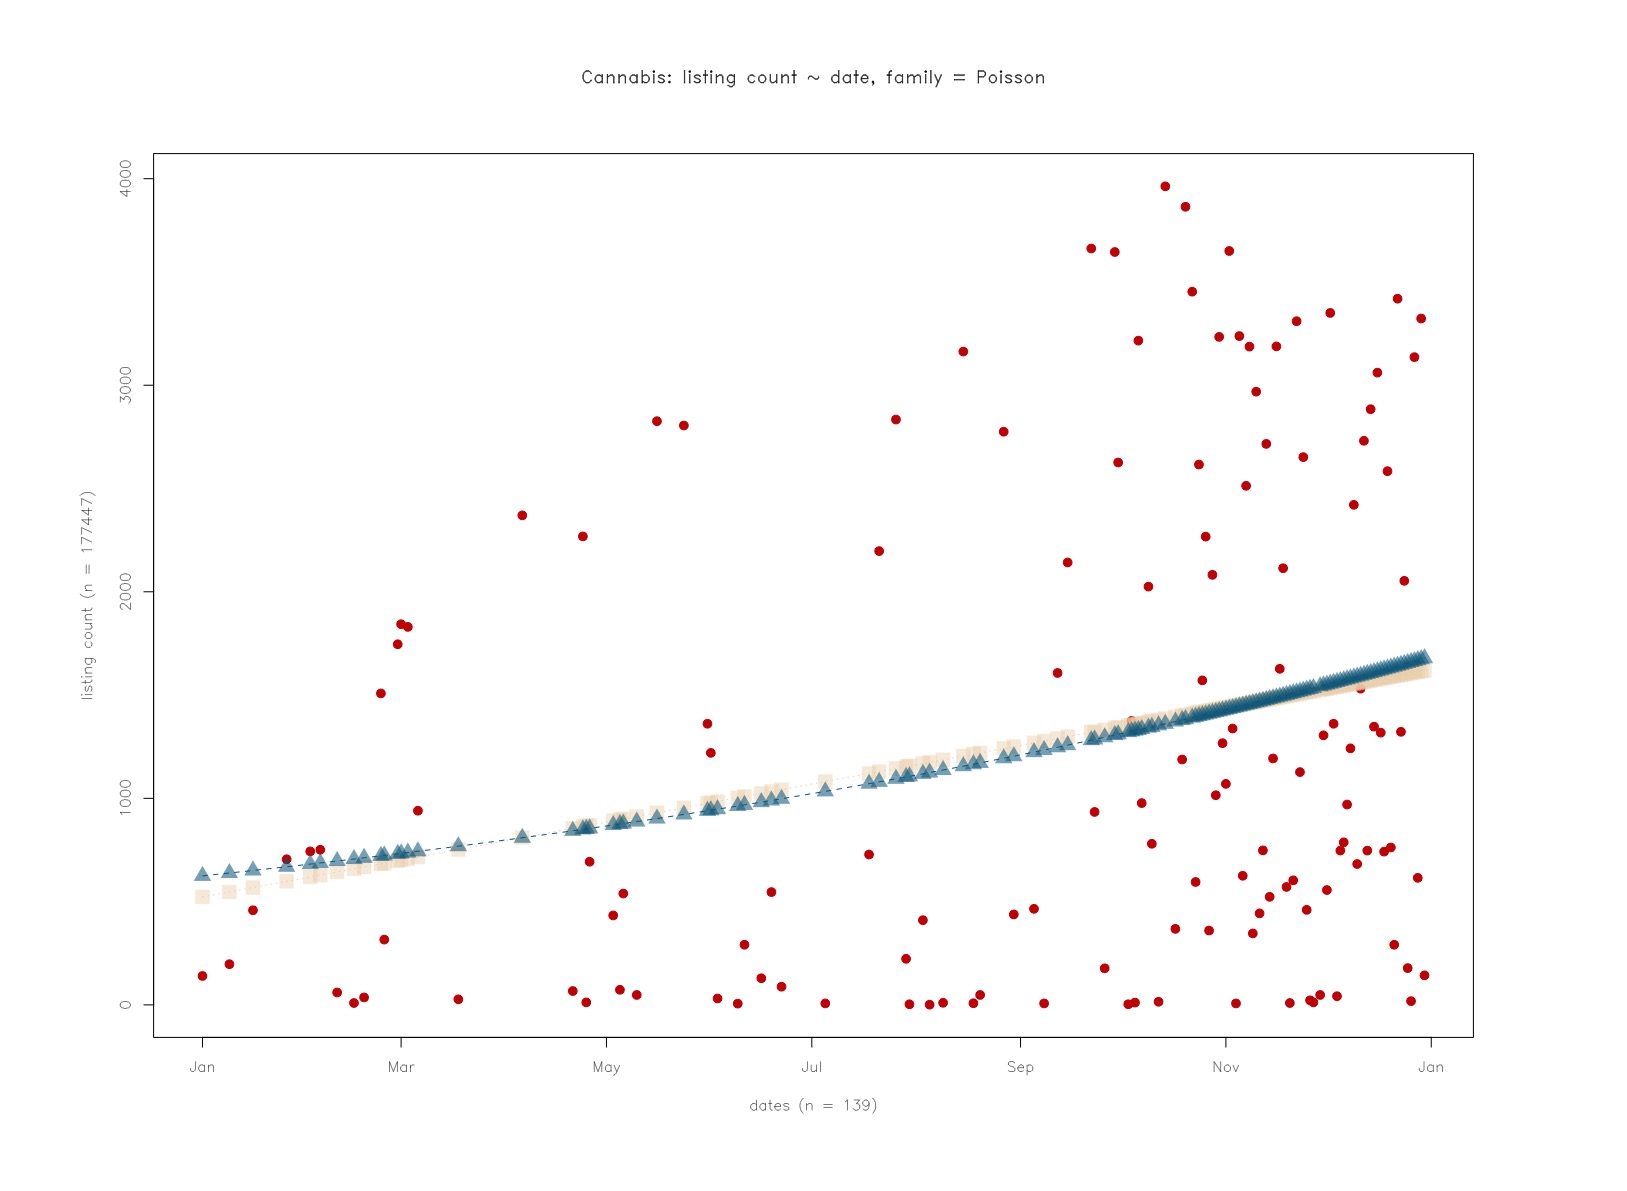 Cannabis: listing count ~ date, family = Poisson
4000
3000
2000
1000
0
listing count (n = 177447)
Jan Mar May Jul Sep Nov Jan
dates (n = 139)